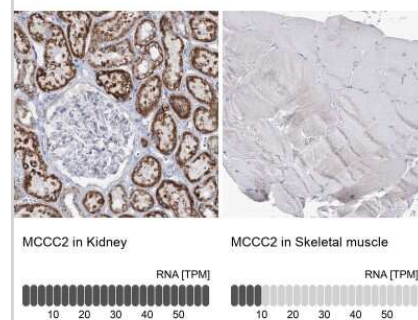 MCCC2 in Kidney
MCCC2 in Skeletal muscle
RNA [TPM]
RNA [TPM]
10 20 30 40 50
10 20 30 40 50